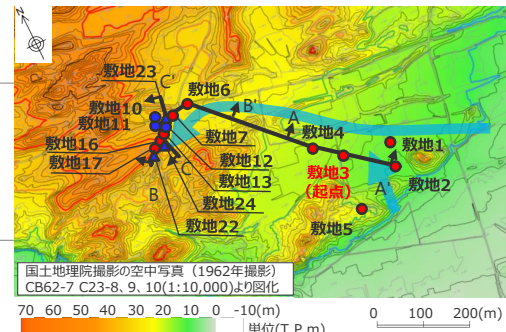 N
敷地23
C'
敷地6
敷地10
敷地11
B'
A
敷地7
敷地4
敷地1
敷地16
敷地12
敷地17
敷地3
(起点)
敷地13
A'
敷地2
B
C
敷地24
敷地22
敷地5
国土地理院撮影の空中写真（1962年撮影）
CB62-7 C23-8、9、10(1:10,000)より図化
70 60 50 40 30 20 10 0 -10(m)
単位(T.P.m)
0 100 200(m)